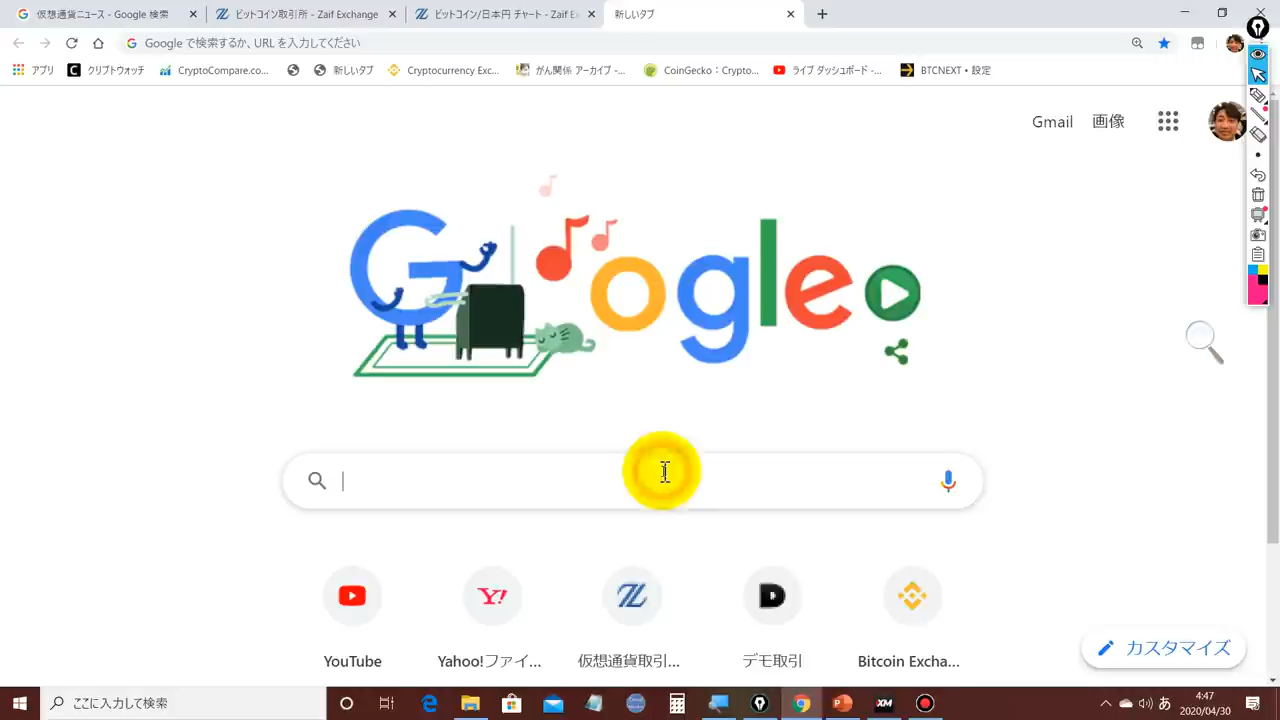 仮想通貨ニュース - Google 検索
ビットコイン取引所 - Zaif Exchange
ビットコイン/日本円 チャート - Zaif E
新しいタブ
Google で検索するか、URL を入力してください
アプリ
クリプトウォッチ
CryptoCompare.co...
新しいタブ
Cryptocurrency Exc...
がん関係 アーカイブ -...
CoinGecko：Crypto...
ライブ ダッシュボード -...
BTCNEXT・設定
Gmail
画像
Google
YouTube
Yahoo!ファイ...
仮想通貨取引...
デモ取引
Bitcoin Excha...
カスタマイズ
ここに入力して検索
XM
あ
4:47
2020/04/30